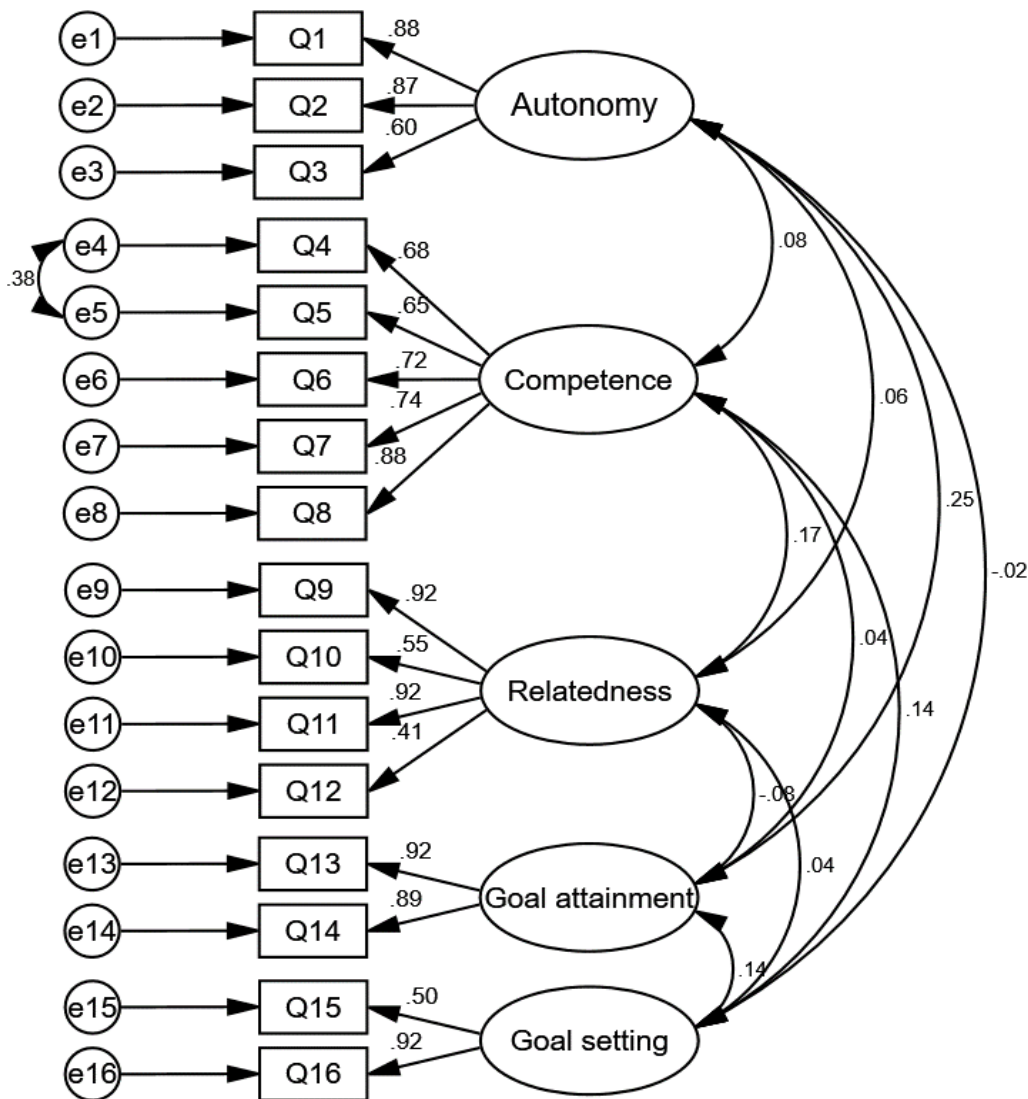 e1 Q1 .88
e2 Q2 .87 Autonomy
e3 Q3 .60
e4 Q4 .68 .08
.38
e5 Q5 .65
e6 Q6 .72 Competence .06
e7 Q7 .74
e8 Q8 .88 .17 .25
-.02
e9 Q9 .92
e10 Q10 .55 .04
e11 Q11 .92 Relatedness .14
e12 Q12 .41 -.08
e13 Q13 .92 .04
e14 Q14 .89 Goal attainment
.14
e15 Q15 .50
e16 Q16 .92 Goal setting